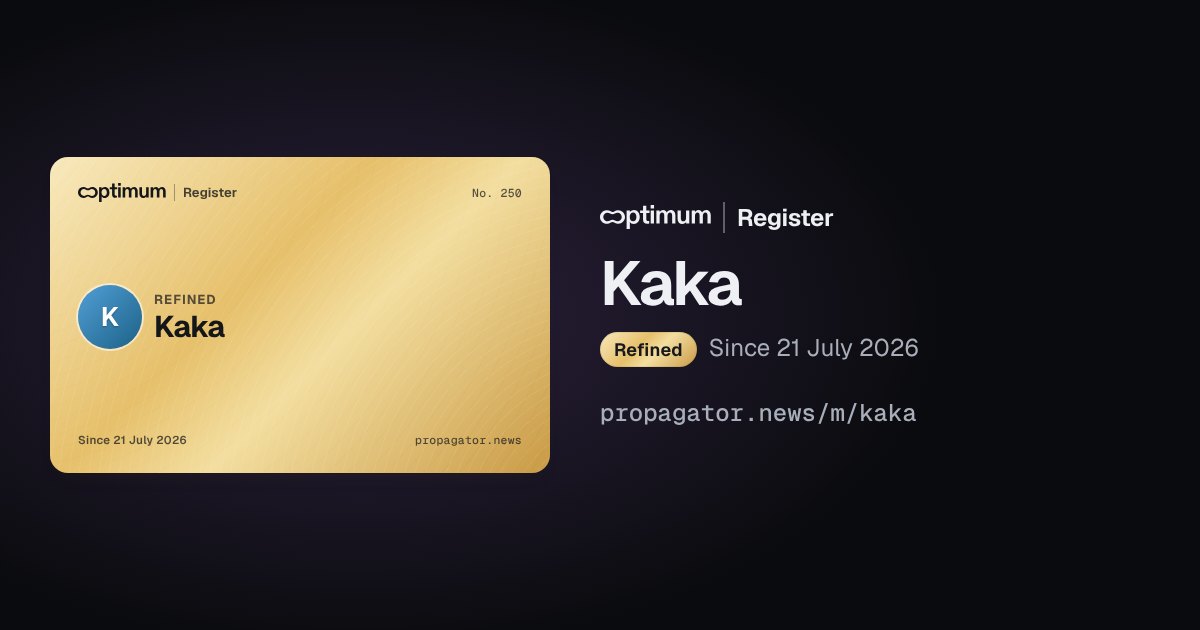 optimum | Register
No. 250
K
REFINED
Kaka
Since 21 July 2026
propagator.news
optimum | Register
Kaka
Refined
Since 21 July 2026
propagator.news/m/kaka